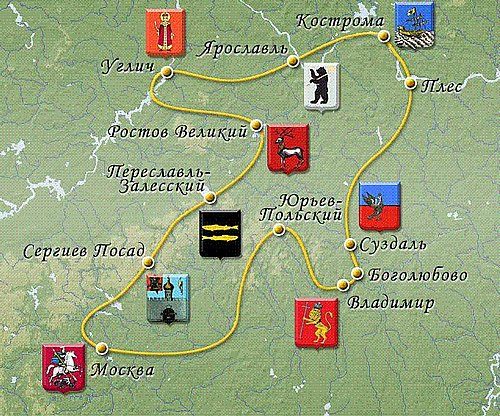 Кострома
Ярославль
Углич
Плес
Ростов Великий
Переславль-
Залесский
Юрьев-
Польский
Суздаль
Сергиев Посад
Боголюбово
Владимир
Москва